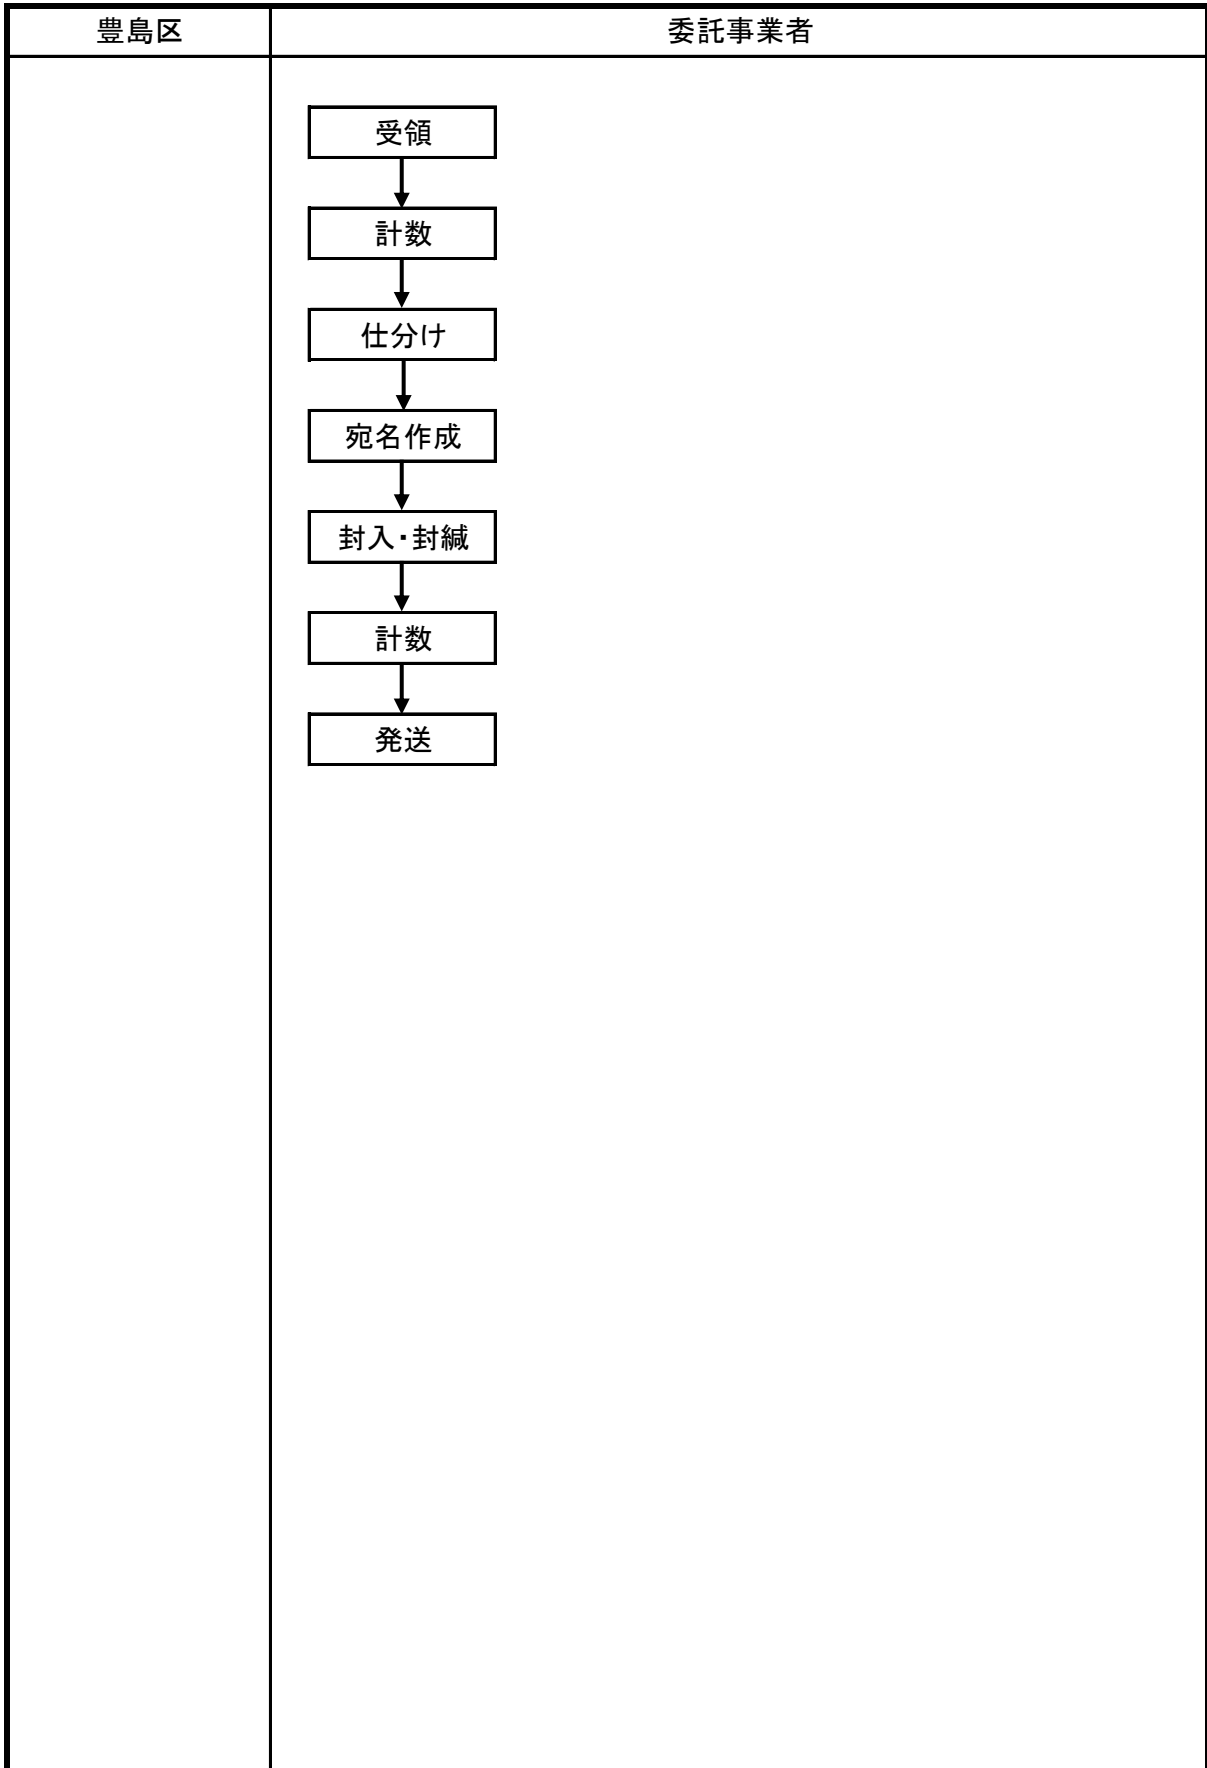 豊島区
委託事業者
受領
計数
仕分け
宛名作成
封入・封緘
計数
発送